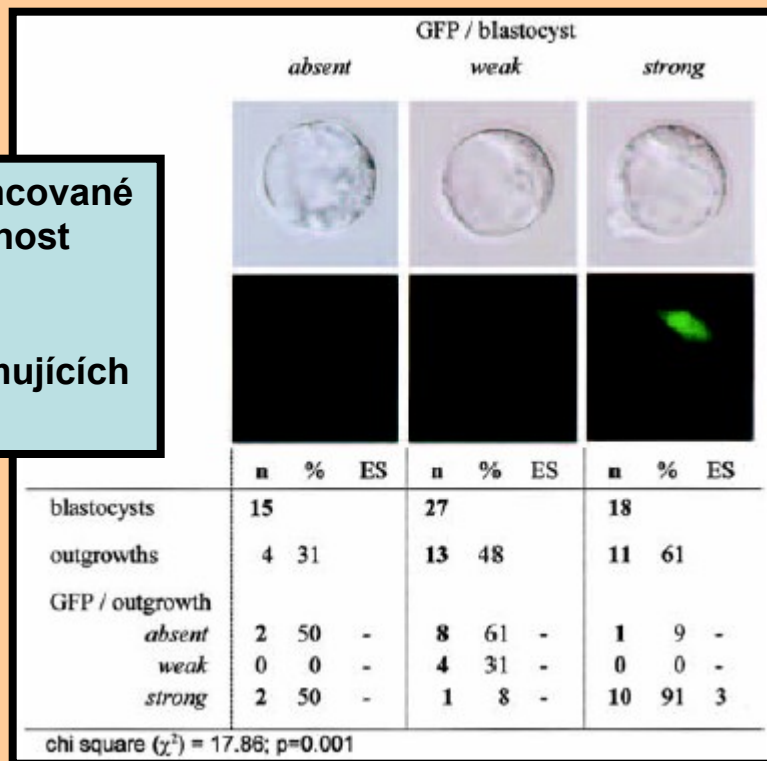 GFP / blastocyst
absent weak strong
ncované
nost
nujících
n % ES n % ES n % ES
blastocysts 15 27 18
outgrowths 4 31 13 48 11 61
GFP / outgrowth
absent 2 50 - 8 61 - 1 9 -
weak 0 0 - 4 31 - 0 0 -
strong 2 50 - 1 8 - 10 91 3
chi square (χ²) = 17.86; p=0.001